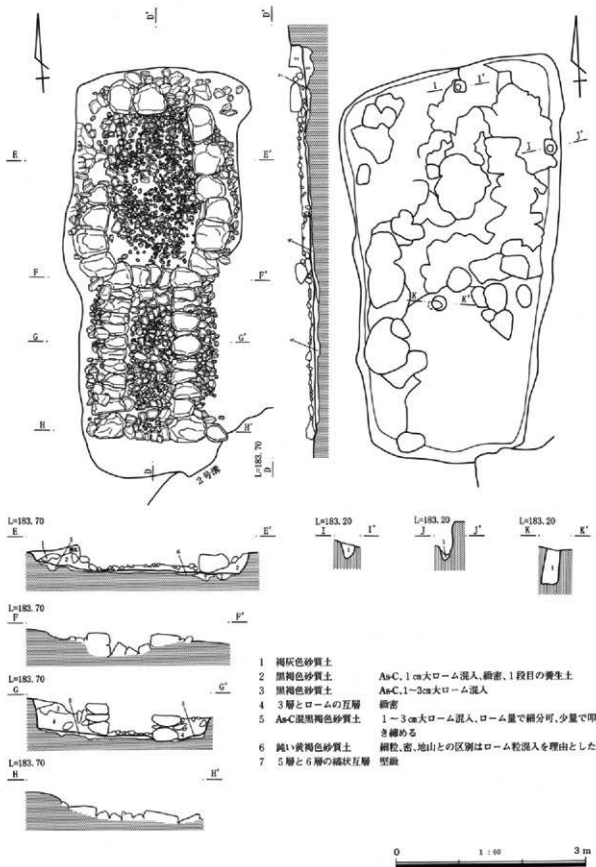 D'
D'
E
E'
F
F'
G
G'
H
H'
D
2号溝
L=183.70
D
I
I'
J
J'
K
K'
L=183.70
E
E'
L=183.20
I
I'
L=183.20
J
J'
L=183.20
K
K'
L=183.70
F
F'
L=183.70
G
G'
L=183.70
H
H'
1 褐灰色砂質土
2 黒褐色砂質土 As-C、1㎝大ローム混入、緻密、1段目の養生土
3 黒褐色砂質土 As-C、1~3㎝大ローム混入
4 3層とロームの互層 緻密
5 As-C混黒褐色砂質土 1~3㎝大ローム混入、ローム量で細分可、少量で叩
き締める
6 鈍い黄褐色砂質土 細粒、密、地山との区別はローム粒混入を理由とした
7 5層と6層の縞状互層 堅緻
0 1:60 3m